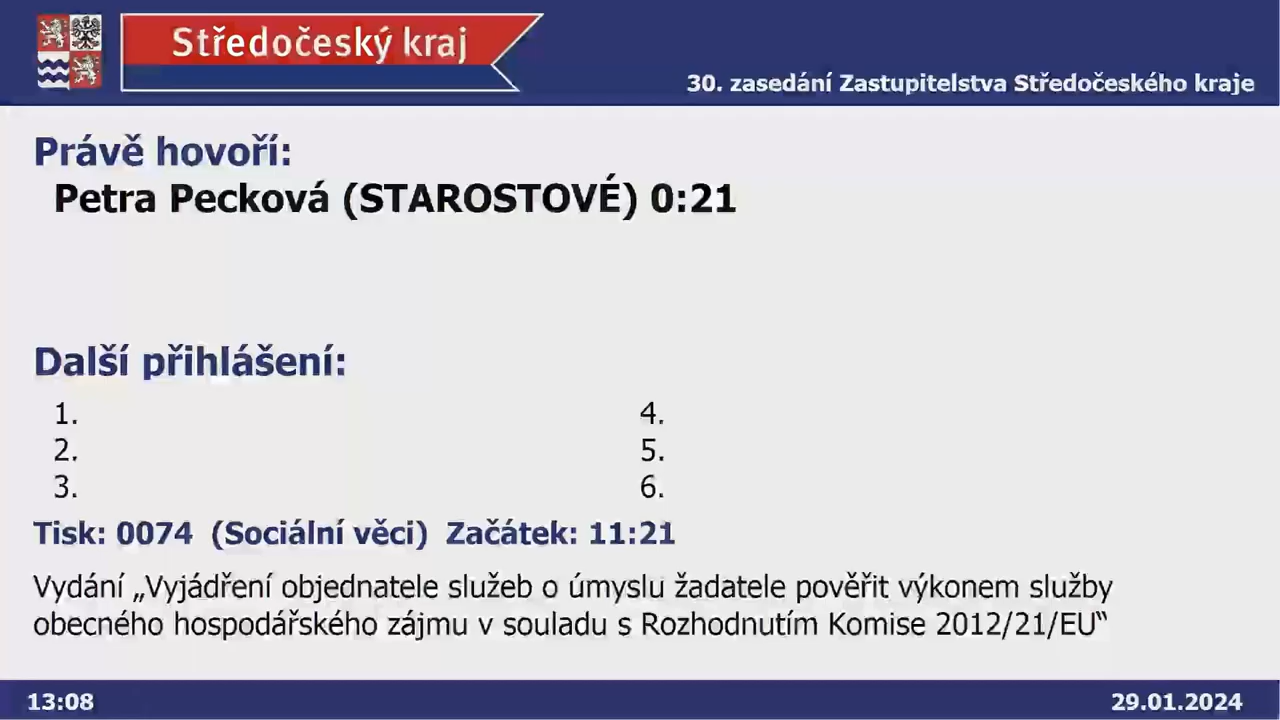 Středočeský kraj
30. zasedání Zastupitelstva Středočeského kraje
Právě hovoří:
Petra Pecková (STAROSTOVÉ) 0:21
Další přihlášení:
1.
2.
3.
4.
5.
6.
Tisk: 0074 (Sociální věci) Začátek: 11:21
Vydání „Vyjádření objednatele služeb o úmyslu žadatele pověřit výkonem služby
obecného hospodářského zájmu v souladu s Rozhodnutím Komise 2012/21/EU“
13:08
29.01.2024